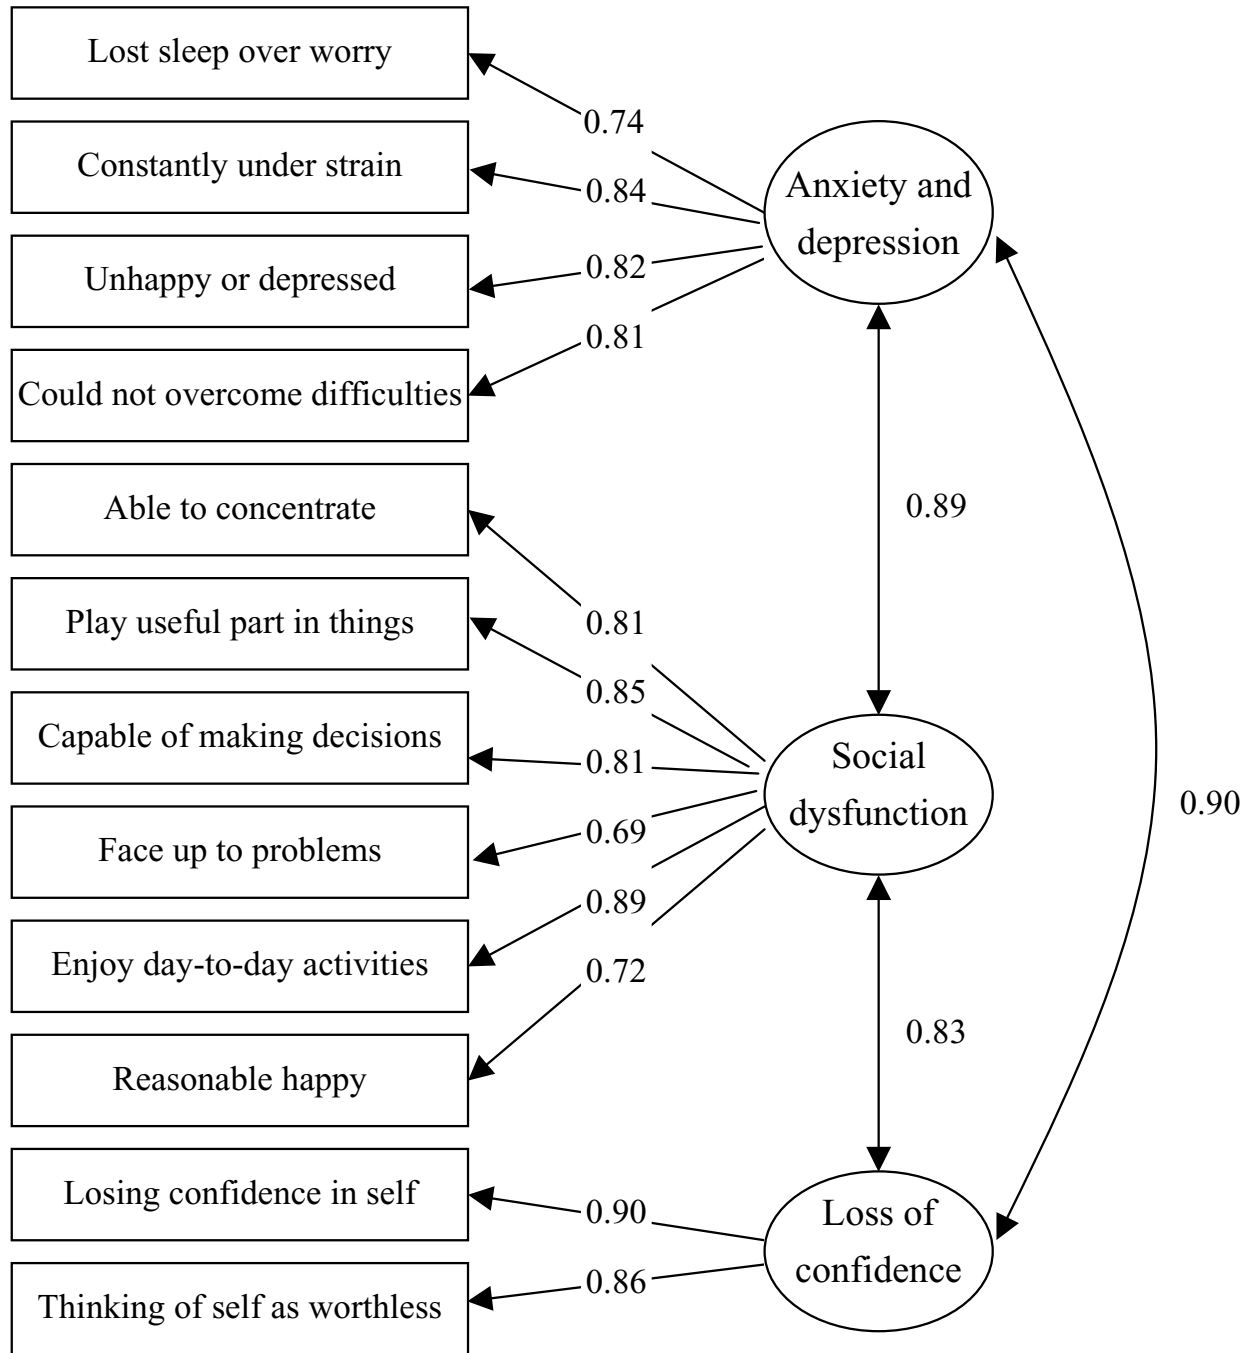 Lost sleep over worry
0.74
Constantly under strain
0.84
Anxiety and
depression
Unhappy or depressed
0.82
0.81
Could not overcome difficulties
Able to concentrate
0.89
Play useful part in things
0.81
0.85
Capable of making decisions
0.81
Social
dysfunction
0.90
Face up to problems
0.69
0.89
Enjoy day-to-day activities
0.72
0.83
Reasonable happy
Losing confidence in self
0.90
Loss of
confidence
0.86
Thinking of self as worthless